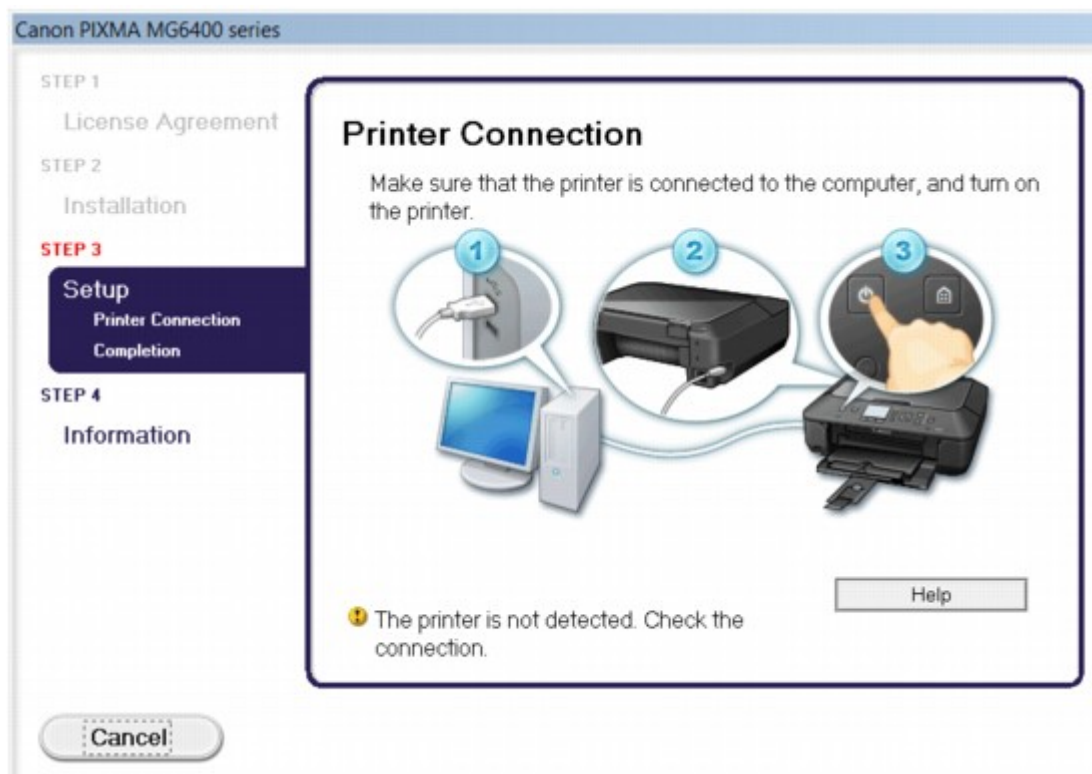 Canon PIXMA MG6400 series
STEP 1
License Agreement
STEP 2
Installation
STEP 3
Setup
Printer Connection
Completion
STEP 4
Information
Printer Connection
Make sure that the printer is connected to the computer, and turn on
the printer.
1
2
3
The printer is not detected. Check the
connection.
Help
Cancel